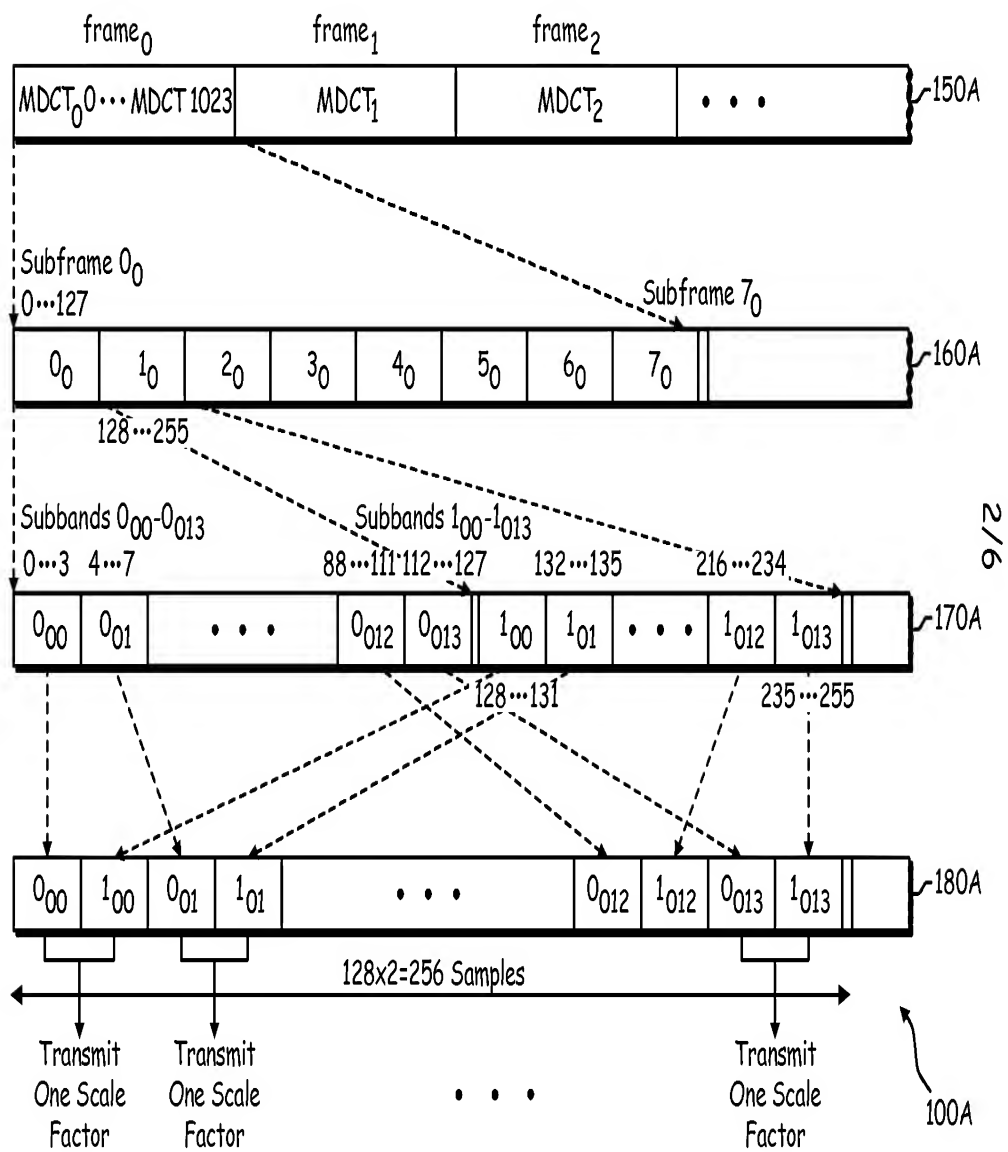 frame₀ frame₁ frame₂
MDCT₀0•••MDCT 1023 MDCT₁ MDCT₂ • • • 150A
Subframe 0₀
0•••127
Subframe 7₀
0₀ 1₀ 2₀ 3₀ 4₀ 5₀ 6₀ 7₀ 160A
128•••255
Subbands 0₀₀-0₀₁₃ Subbands 1₀₀-1₀₁₃
0•••3 4•••7 88•••111 112•••127 132•••135 216•••234
0₀₀ 0₀₁ • • • 0₀₁₂ 0₀₁₃ 1₀₀ 1₀₁ • • • 1₀₁₂ 1₀₁₃ 170A
128•••131 235•••255
0₀₀ 1₀₀ 0₀₁ 1₀₁ • • • 0₀₁₂ 1₀₁₂ 0₀₁₃ 1₀₁₃ 180A
128x2=256 Samples
Transmit
One Scale
Factor
Transmit
One Scale
Factor
• • •
Transmit
One Scale
Factor
100A
2/6